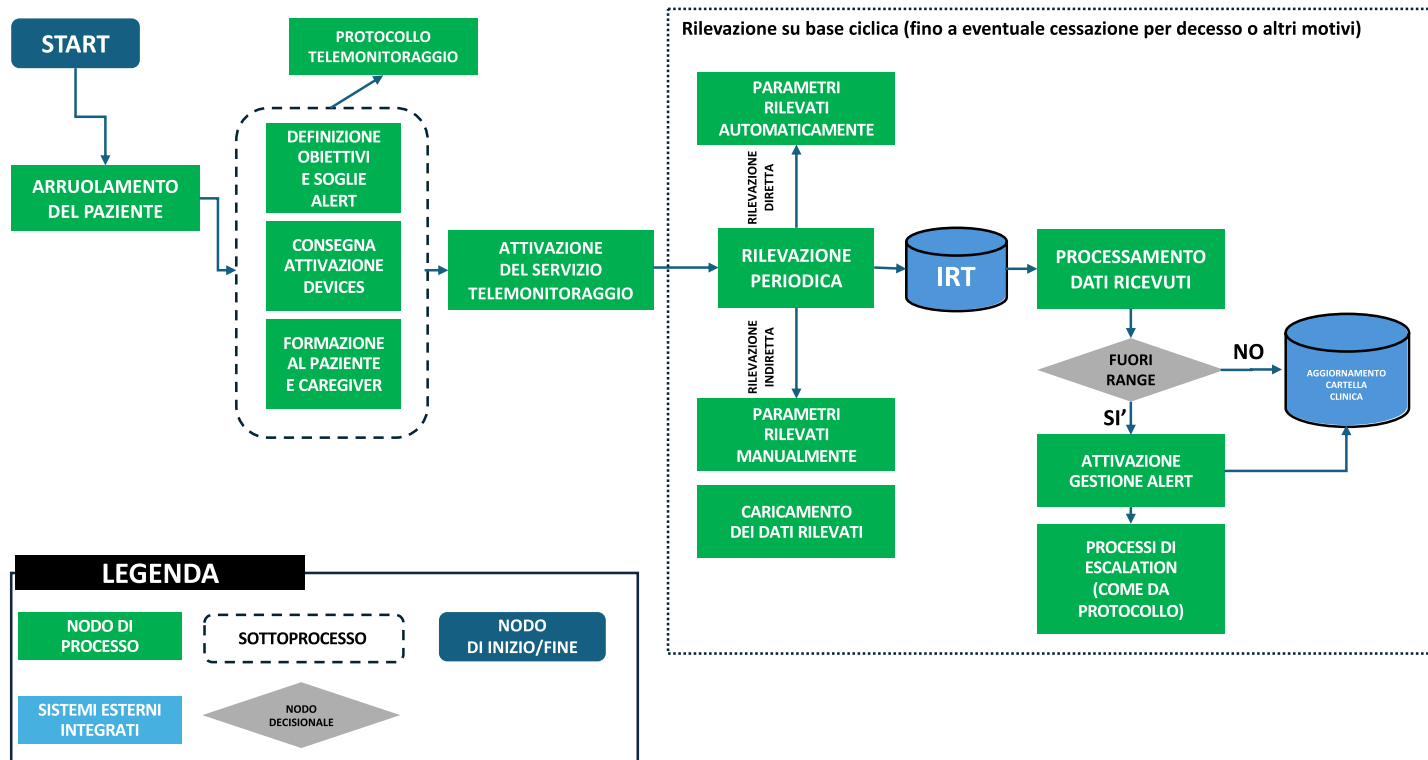 START
PROTOCOLLO
TELEMONITORAGGIO
ARRUOLAMENTO
DEL PAZIENTE
DEFINIZIONE
OBIETTIVI
E SOGLIE
ALERT
CONSEGNA
ATTIVAZIONE
DEVICES
FORMAZIONE
AL PAZIENTE
E CAREGIVER
ATTIVAZIONE
DEL SERVIZIO
TELEMONITORAGGIO
Rilevazione su base ciclica (fino a eventuale cessazione per decesso o altri motivi)
PARAMETRI
RILEVATI
AUTOMATICAMENTE
RILEVAZIONE
DIRETTA
RILEVAZIONE
PERIODICA
RILEVAZIONE
INDIRETTA
PARAMETRI
RILEVATI
MANUALMENTE
CARICAMENTO
DEI DATI RILEVATI
IRT
PROCESSAMENTO
DATI RICEVUTI
FUORI
RANGE
NO
SI’
AGGIORNAMENTO
CARTELLA
CLINICA
ATTIVAZIONE
GESTIONE ALERT
PROCESSI DI
ESCALATION
(COME DA
PROTOCOLLO)
LEGENDA
NODO DI
PROCESSO
SOTTOPROCESSO
NODO
DI INIZIO/FINE
SISTEMI ESTERNI
INTEGRATI
NODO
DECISIONALE